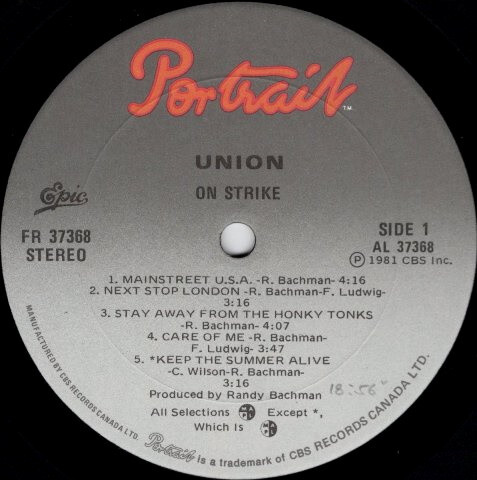 Portrait™
UNION
ON STRIKE
Epic
FR 37368
STEREO
SIDE 1
AL 37368
Ⓟ 1981 CBS Inc.
1. MAINSTREET U.S.A. -R. Bachman- 4:16
2. NEXT STOP LONDON -R. Bachman-F. Ludwig-
3:16
3. STAY AWAY FROM THE HONKY TONKS
-R. Bachman- 4:07
4. CARE OF ME -R. Bachman-
F. Ludwig- 3:47
5. *KEEP THE SUMMER ALIVE
-C. Wilson-R. Bachman-
3:16
Produced by Randy Bachman
18:56"
All Selections Except *,
Which is
MANUFACTURED BY CBS RECORDS CANADA LTD.
Portrait is a trademark of CBS RECORDS CANADA LTD.